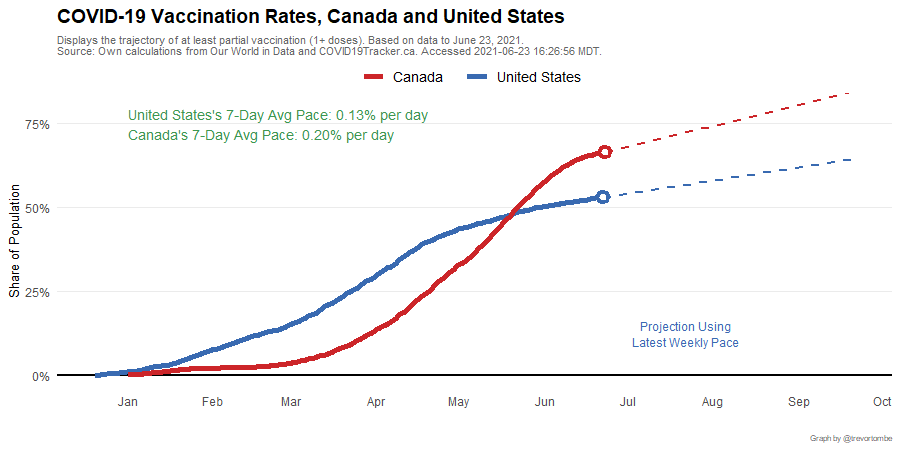 COVID-19 Vaccination Rates, Canada and United States
Displays the trajectory of at least partial vaccination (1+ doses). Based on data to June 23, 2021.
Source: Own calculations from Our World in Data and COVID19Tracker.ca. Accessed 2021-06-23 16:26:56 MDT.
Canada United States
United States's 7-Day Avg Pace: 0.13% per day
Canada's 7-Day Avg Pace: 0.20% per day
75%
50%
25%
0%
Share of Population
Projection Using
Latest Weekly Pace
Jan Feb Mar Apr May Jun Jul Aug Sep Oct
Graph by @trevortombe